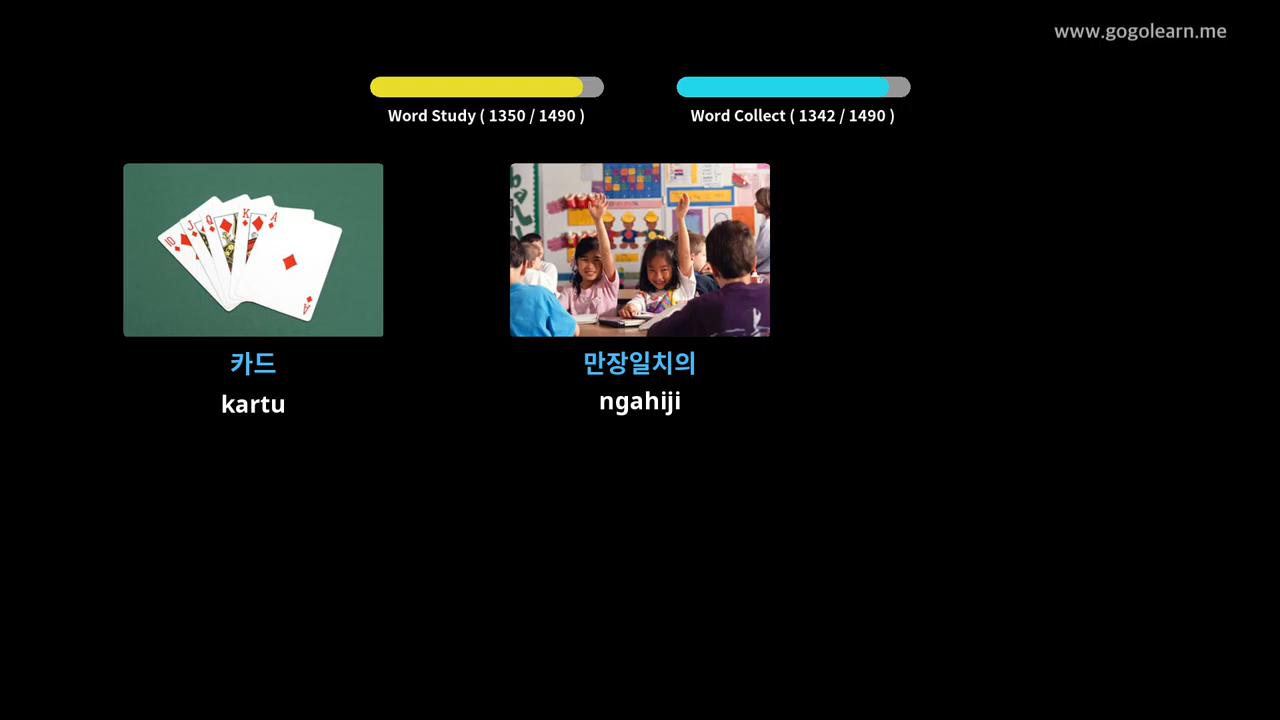 www.gogolearn.me
Word Study ( 1350 / 1490 )
Word Collect ( 1342 / 1490 )
카드
kartu
만장일치의
ngahiji